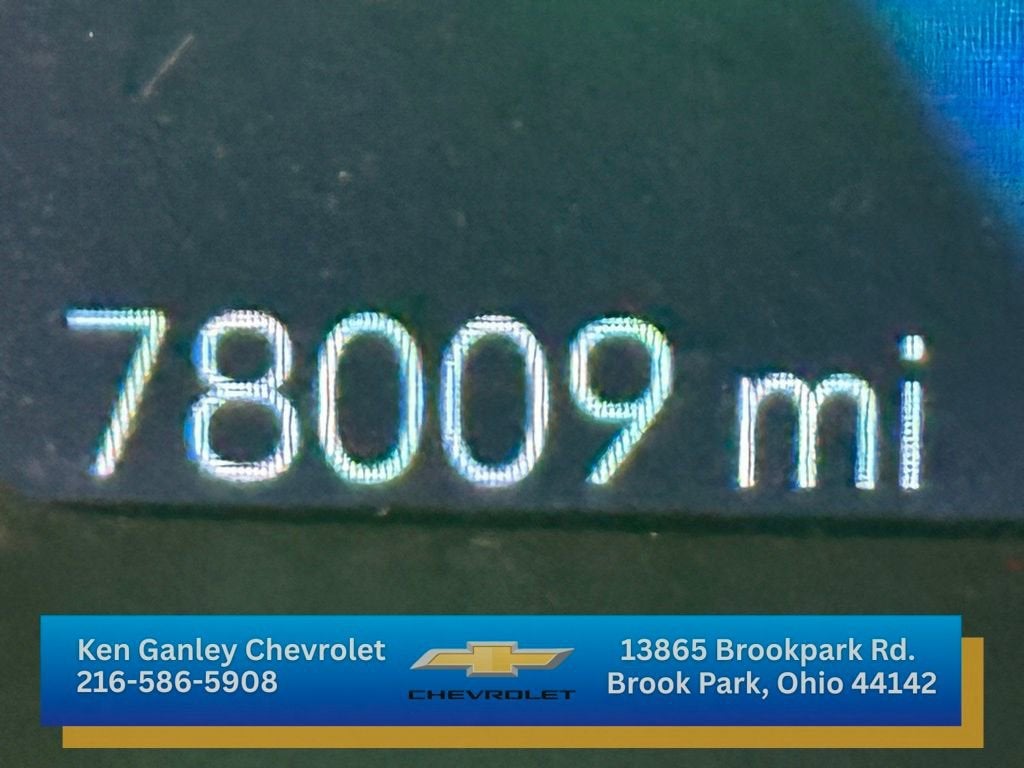 78009 mi
Ken Ganley Chevrolet
216-586-5908
CHEVROLET
13865 Brookpark Rd.
Brook Park, Ohio 44142